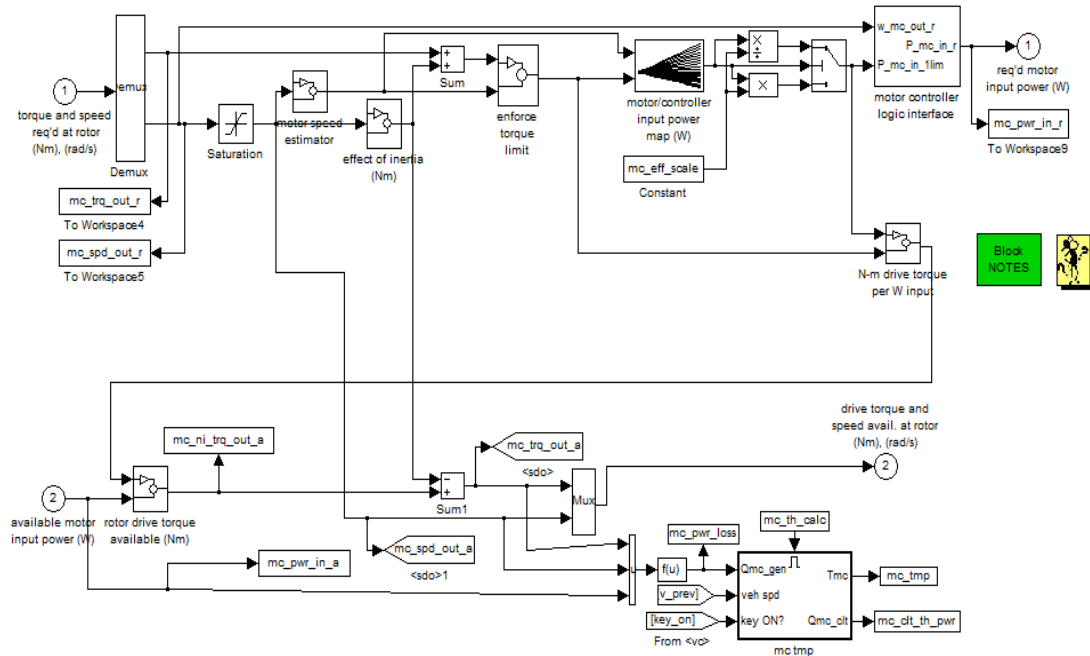 1
torque and speed
req'd at rotor
(Nm), (rad/s)
emux
Demux
Saturation
motor speed
estimator
effect of inertia
(Nm)
+
+
Sum
enforce
torque
limit
motor/controller
input power
map (W)
×
÷
×
mc_eff_scale
Constant
w_mc_out_r
P_mc_in_r
P_mc_in_1lim
motor controller
logic interface
1
req'd motor
input power (W)
mc_pwr_in_r
To Workspace9
mc_trq_out_r
To Workspace4
mc_spd_out_r
To Workspace5
N-m drive torque
per W input
Block
NOTES
drive torque and
speed avail. at rotor
(Nm), (rad/s)
2
mc_ni_trq_out_a
mc_trq_out_a
<sdo>
2
available motor
input power (W)
rotor drive torque
available (Nm)
−
+
Sum1
Mux
mc_pwr_in_a
mc_spd_out_a
<sdo>1
u
f(u)
mc_pwr_loss
mc_th_calc
[v_prev]
[key_on]
From <vc>
Qmc_gen
veh spd
key ON?
Tmc
Qmc_clt
mc tmp
mc_tmp
mc_clt_th_pwr